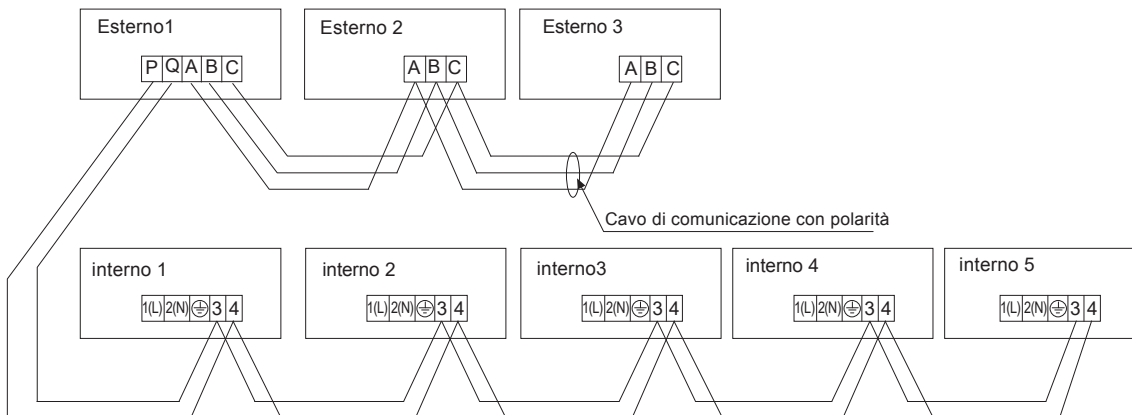 Esterno1
Esterno 2
Esterno 3
P Q A B C
A B C
A B C
Cavo di comunicazione con polarità
interno 1
interno 2
interno3
interno 4
interno 5
1(L) 2(N) 3 4
1(L) 2(N) 3 4
1(L) 2(N) 3 4
1(L) 2(N) 3 4
1(L) 2(N) 3 4